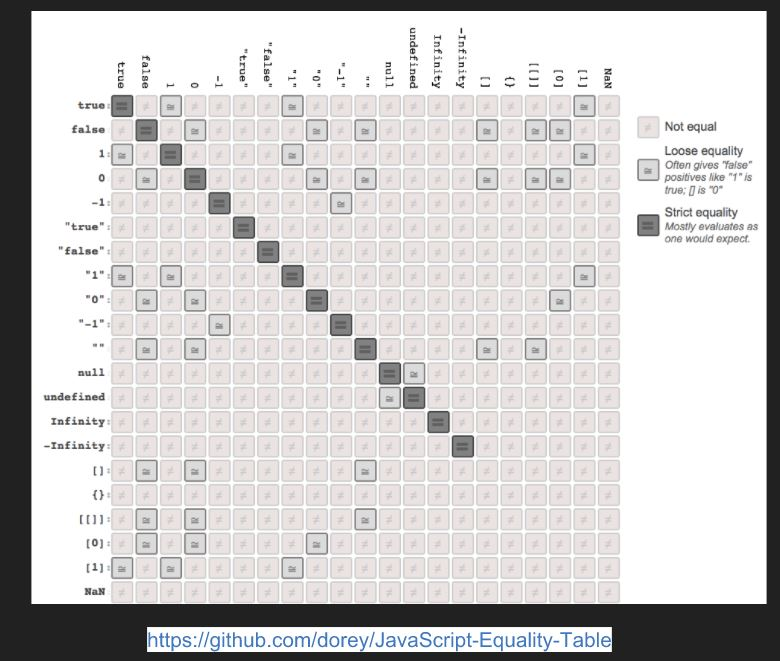 true false 1 0 -1 "true" "false" "1" "0" "-1" "" null undefined Infinity -Infinity [] {} [[]] [0] [1] NaN
true: = ≠ ≅ ≠ ≠ ≠ ≠ ≅ ≠ ≠ ≠ ≠ ≠ ≠ ≠ ≠ ≠ ≠ ≠ ≅ ≠
false ≠ = ≠ ≅ ≠ ≠ ≠ ≠ ≅ ≠ ≅ ≠ ≠ ≠ ≠ ≅ ≠ ≅ ≅ ≠ ≠
1: ≅ ≠ = ≠ ≠ ≠ ≠ ≅ ≠ ≠ ≠ ≠ ≠ ≠ ≠ ≠ ≠ ≠ ≠ ≅ ≠
0 ≠ ≅ ≠ = ≠ ≠ ≠ ≠ ≅ ≠ ≅ ≠ ≠ ≠ ≠ ≅ ≠ ≅ ≅ ≠ ≠
-1: ≠ ≠ ≠ ≠ = ≠ ≠ ≠ ≠ ≅ ≠ ≠ ≠ ≠ ≠ ≠ ≠ ≠ ≠ ≠ ≠
"true": ≠ ≠ ≠ ≠ ≠ = ≠ ≠ ≠ ≠ ≠ ≠ ≠ ≠ ≠ ≠ ≠ ≠ ≠ ≠ ≠
"false": ≠ ≠ ≠ ≠ ≠ ≠ = ≠ ≠ ≠ ≠ ≠ ≠ ≠ ≠ ≠ ≠ ≠ ≠ ≠ ≠
"1": ≅ ≠ ≅ ≠ ≠ ≠ ≠ = ≠ ≠ ≠ ≠ ≠ ≠ ≠ ≠ ≠ ≠ ≠ ≅ ≠
"0": ≠ ≅ ≠ ≅ ≠ ≠ ≠ ≠ = ≠ ≠ ≠ ≠ ≠ ≠ ≠ ≠ ≠ ≅ ≠ ≠
"-1": ≠ ≠ ≠ ≠ ≅ ≠ ≠ ≠ ≠ = ≠ ≠ ≠ ≠ ≠ ≠ ≠ ≠ ≠ ≠ ≠
"": ≠ ≅ ≠ ≅ ≠ ≠ ≠ ≠ ≠ ≠ = ≠ ≠ ≠ ≠ ≅ ≠ ≅ ≠ ≠ ≠
null ≠ ≠ ≠ ≠ ≠ ≠ ≠ ≠ ≠ ≠ ≠ = ≅ ≠ ≠ ≠ ≠ ≠ ≠ ≠ ≠
undefined ≠ ≠ ≠ ≠ ≠ ≠ ≠ ≠ ≠ ≠ ≠ ≅ = ≠ ≠ ≠ ≠ ≠ ≠ ≠ ≠
Infinity: ≠ ≠ ≠ ≠ ≠ ≠ ≠ ≠ ≠ ≠ ≠ ≠ ≠ = ≠ ≠ ≠ ≠ ≠ ≠ ≠
-Infinity: ≠ ≠ ≠ ≠ ≠ ≠ ≠ ≠ ≠ ≠ ≠ ≠ ≠ ≠ = ≠ ≠ ≠ ≠ ≠ ≠
[]: ≠ ≅ ≠ ≅ ≠ ≠ ≠ ≠ ≠ ≠ ≅ ≠ ≠ ≠ ≠ ≠ ≠ ≠ ≠ ≠ ≠
{}: ≠ ≠ ≠ ≠ ≠ ≠ ≠ ≠ ≠ ≠ ≠ ≠ ≠ ≠ ≠ ≠ ≠ ≠ ≠ ≠ ≠
[[]]: ≠ ≅ ≠ ≅ ≠ ≠ ≠ ≠ ≠ ≠ ≅ ≠ ≠ ≠ ≠ ≠ ≠ ≠ ≠ ≠ ≠
[0]: ≠ ≅ ≠ ≅ ≠ ≠ ≠ ≠ ≅ ≠ ≠ ≠ ≠ ≠ ≠ ≠ ≠ ≠ ≠ ≠ ≠
[1]: ≅ ≠ ≅ ≠ ≠ ≠ ≠ ≅ ≠ ≠ ≠ ≠ ≠ ≠ ≠ ≠ ≠ ≠ ≠ ≠ ≠
NaN ≠ ≠ ≠ ≠ ≠ ≠ ≠ ≠ ≠ ≠ ≠ ≠ ≠ ≠ ≠ ≠ ≠ ≠ ≠ ≠ ≠
≠ Not equal
Loose equality
≅ Often gives "false"
positives like "1" is
true; [] is "0"
Strict equality
= Mostly evaluates as
one would expect.
https://github.com/dorey/JavaScript-Equality-Table